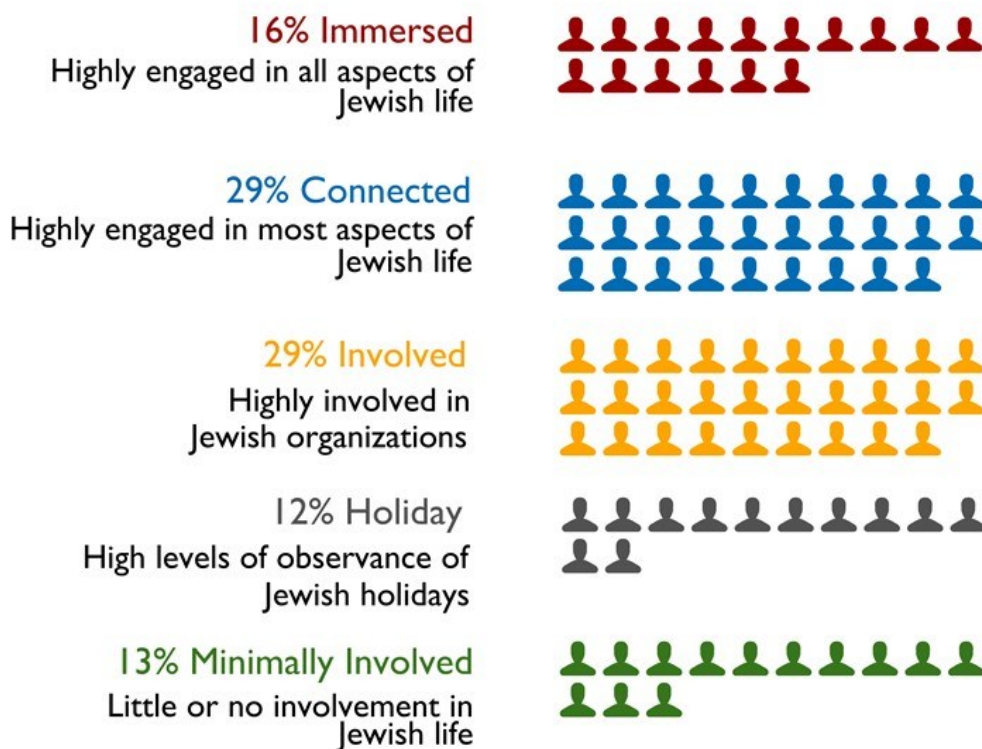 16% Immersed
Highly engaged in all aspects of
Jewish life
29% Connected
Highly engaged in most aspects of
Jewish life
29% Involved
Highly involved in
Jewish organizations
12% Holiday
High levels of observance of
Jewish holidays
13% Minimally Involved
Little or no involvement in
Jewish life